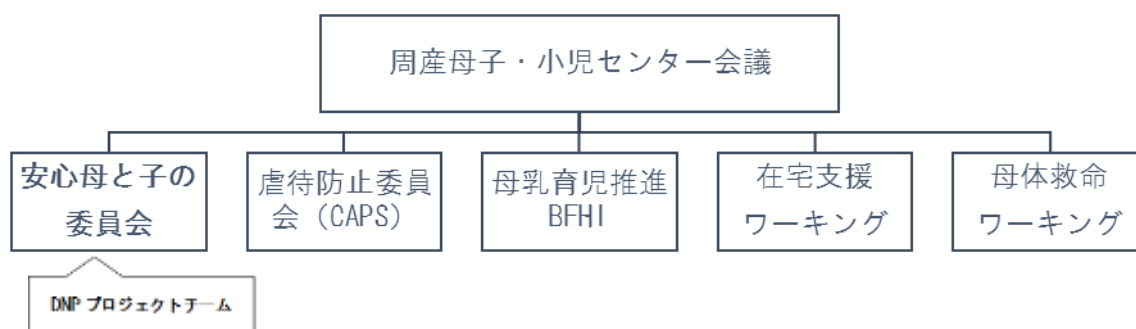 周産母子・小児センター会議
安心母と子の
委員会
虐待防止委員
会（CAPS）
母乳育児推進
BFHI
在宅支援
ワーキング
母体救命
ワーキング
DNP プロジェクトチーム